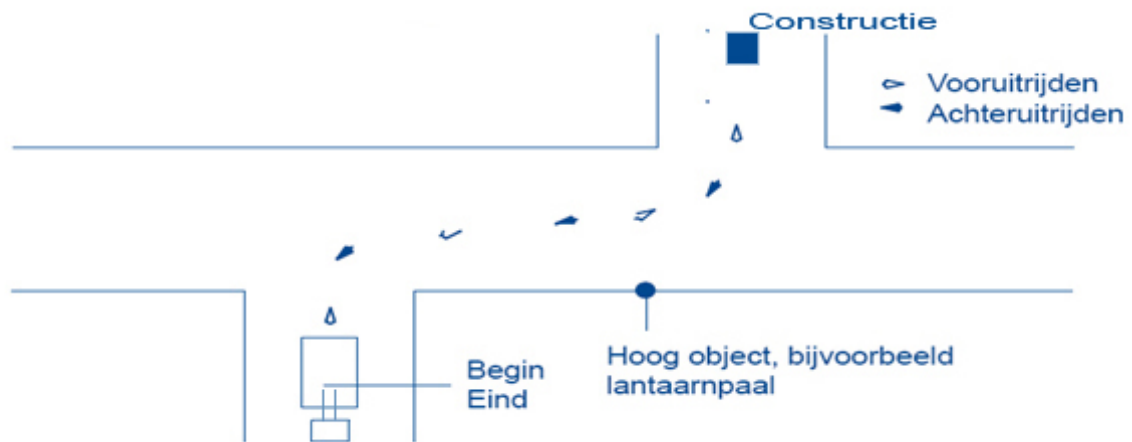 Constructie
Vooruitrijden
Achteruitrijden
Begin
Eind
Hoog object, bijvoorbeeld
lantaarnpaal